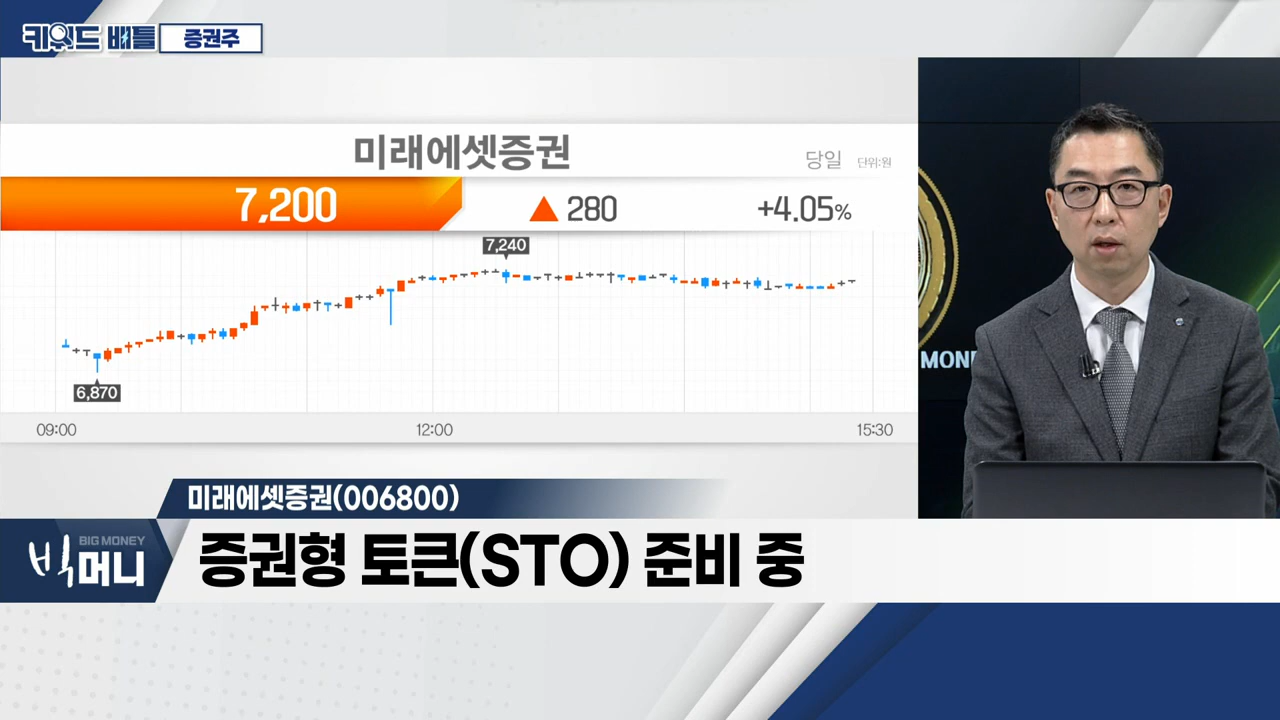 키워드 배틀 증권주
미래에셋증권
당일 단위:원
7,200 ▲ 280 +4.05%
7,240
6,870
09:00 12:00 15:30
MONE
미래에셋증권(006800)
BIG MONEY
빅머니
증권형 토큰(STO) 준비 중